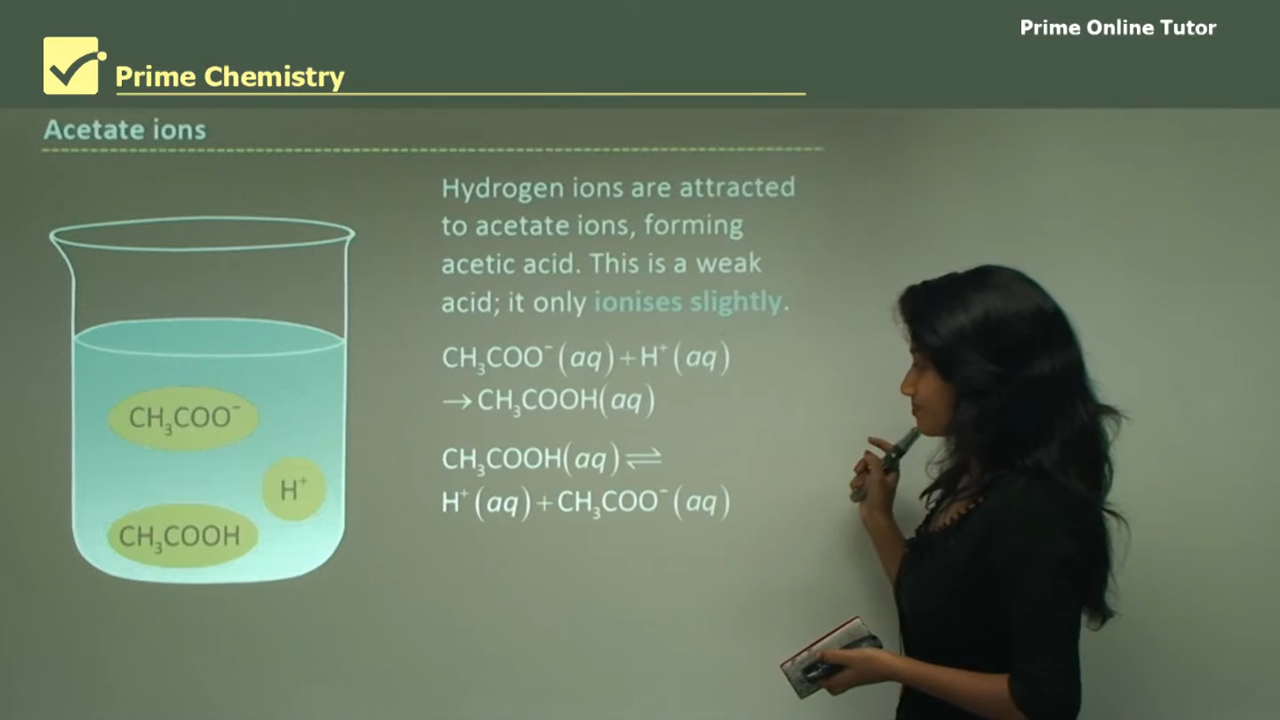 Prime Online Tutor
Prime Chemistry
Acetate ions
Hydrogen ions are attracted
to acetate ions, forming
acetic acid. This is a weak
acid; it only ionises slightly.
CH₃COO⁻(aq)+H⁺(aq)
→CH₃COOH(aq)
CH₃COOH(aq)⇌
H⁺(aq)+CH₃COO⁻(aq)
CH₃COO⁻
H⁺
CH₃COOH